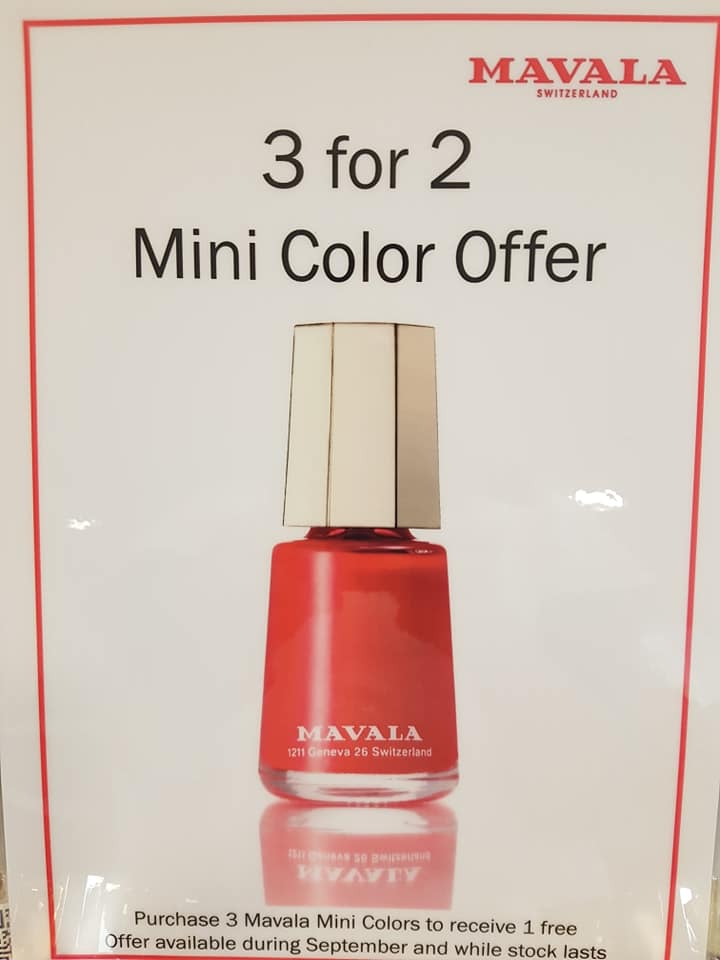 MAVALA
SWITZERLAND
3 for 2
Mini Color Offer
MAVALA
1211 Geneva 26 Switzerland
Purchase 3 Mavala Mini Colors to receive 1 free
Offer available during September and while stock lasts